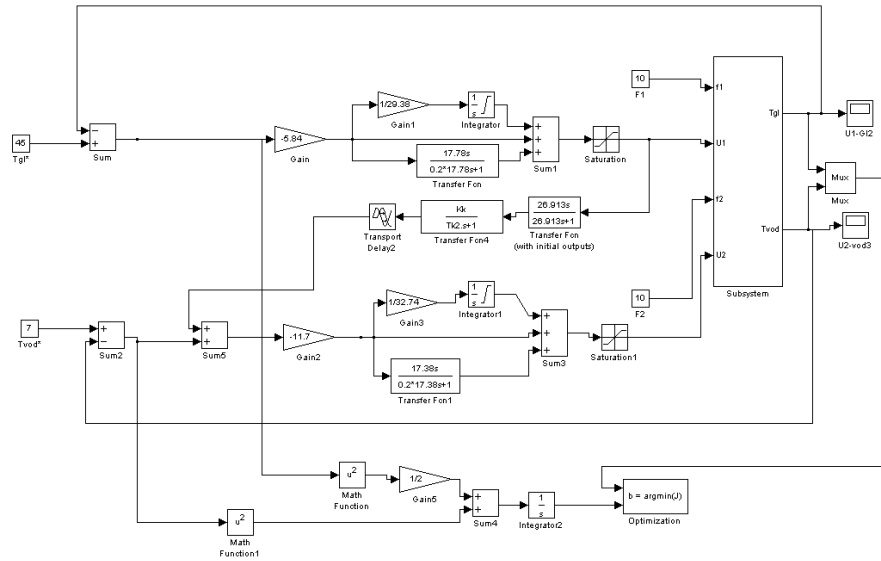 45
Tgl*
−
+
Sum
-5.84
Gain
1/29.38
Gain1
1
s
Integrator
17.78s
0.2*17.78s+1
Transfer Fcn
+
+
+
Sum1
Saturation
10
F1
f1
U1
f2
U2
Tgl
Tvod
Subsystem
U1-Gl2
Mux
Mux
U2-vod3
Transport
Delay2
Kk
Tk2.s+1
Transfer Fcn4
26.913s
26.913s+1
Transfer Fcn
(with initial outputs)
10
F2
7
Tvod*
+
−
Sum2
+
+
Sum5
-11.7
Gain2
1/32.74
Gain3
1
s
Integrator1
17.38s
0.2*17.38s+1
Transfer Fcn1
+
+
+
Sum3
Saturation1
u²
Math
Function
1/2
Gain5
u²
Math
Function1
+
+
Sum4
1
s
Integrator2
b = argmin(J)
Optimization